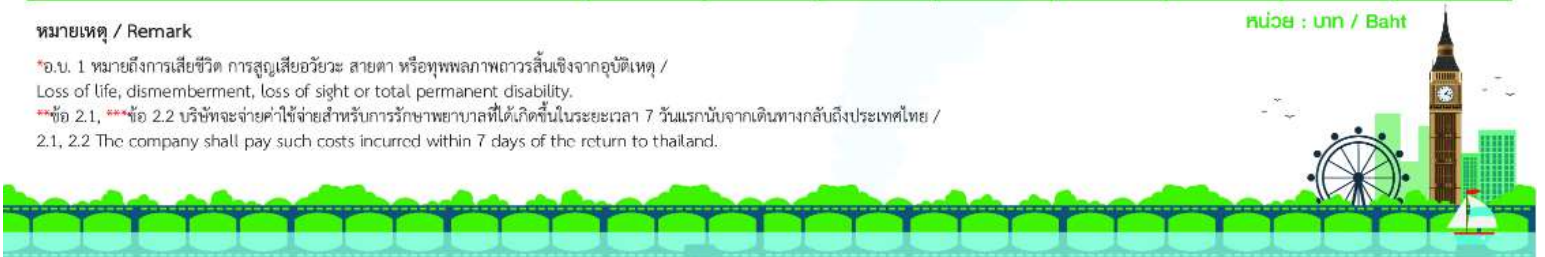 หน่วย : บาท / Baht
หมายเหตุ / Remark
*อ.บ. 1 หมายถึงการเสียชีวิต การสูญเสียอวัยวะ สายตา หรือทุพพลภาพถาวรสิ้นเชิงจากอุบัติเหตุ /
Loss of life, dismemberment, loss of sight or total permanent disability.
**ข้อ 2.1, ***ข้อ 2.2 บริษัทจะจ่ายค่าใช้จ่ายสำหรับการรักษาพยาบาลที่ได้เกิดขึ้นในระยะเวลา 7 วันแรกนับจากเดินทางกลับถึงประเทศไทย /
2.1, 2.2 The company shall pay such costs incurred within 7 days of the return to thailand.